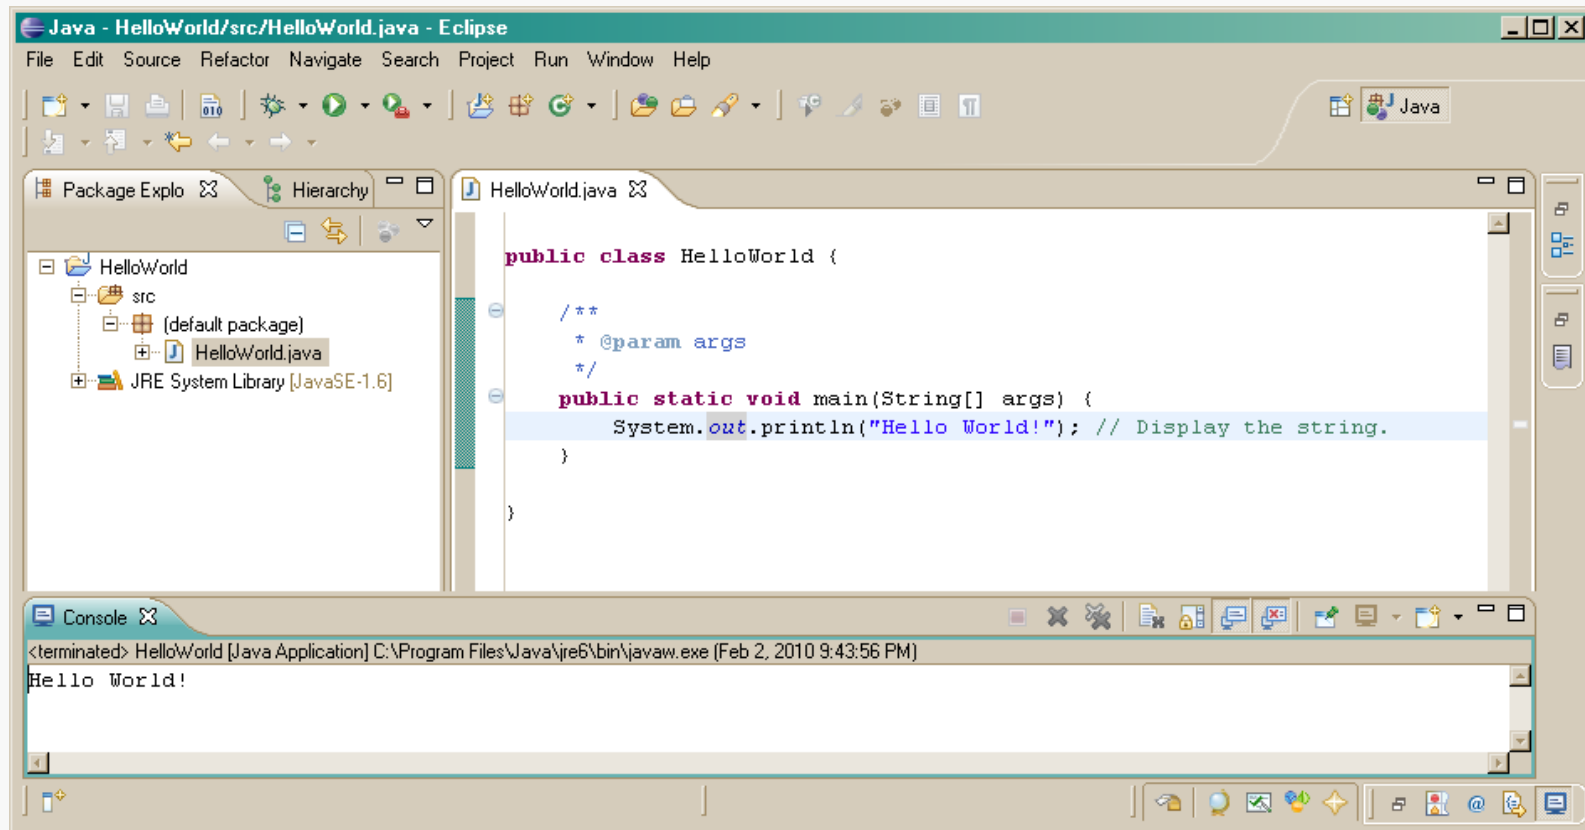 Java - HelloWorld/src/HelloWorld.java - Eclipse
File Edit Source Refactor Navigate Search Project Run Window Help
010
Java
Package Explo
Hierarchy
HelloWorld.java
HelloWorld
src
(default package)
HelloWorld.java
JRE System Library [JavaSE-1.6]
public class HelloWorld {
/**
* @param args
*/
public static void main(String[] args) {
System.out.println("Hello World!"); // Display the string.
}
}
Console
<terminated> HelloWorld [Java Application] C:\Program Files\Java\jre6\bin\javaw.exe (Feb 2, 2010 9:43:56 PM)
Hello World!